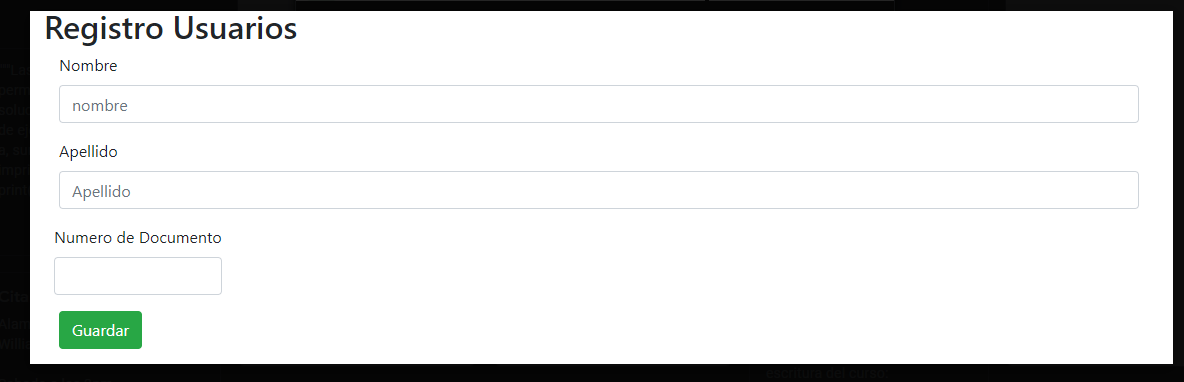 Registro Usuarios
Nombre
nombre
Apellido
Apellido
Numero de Documento
Guardar